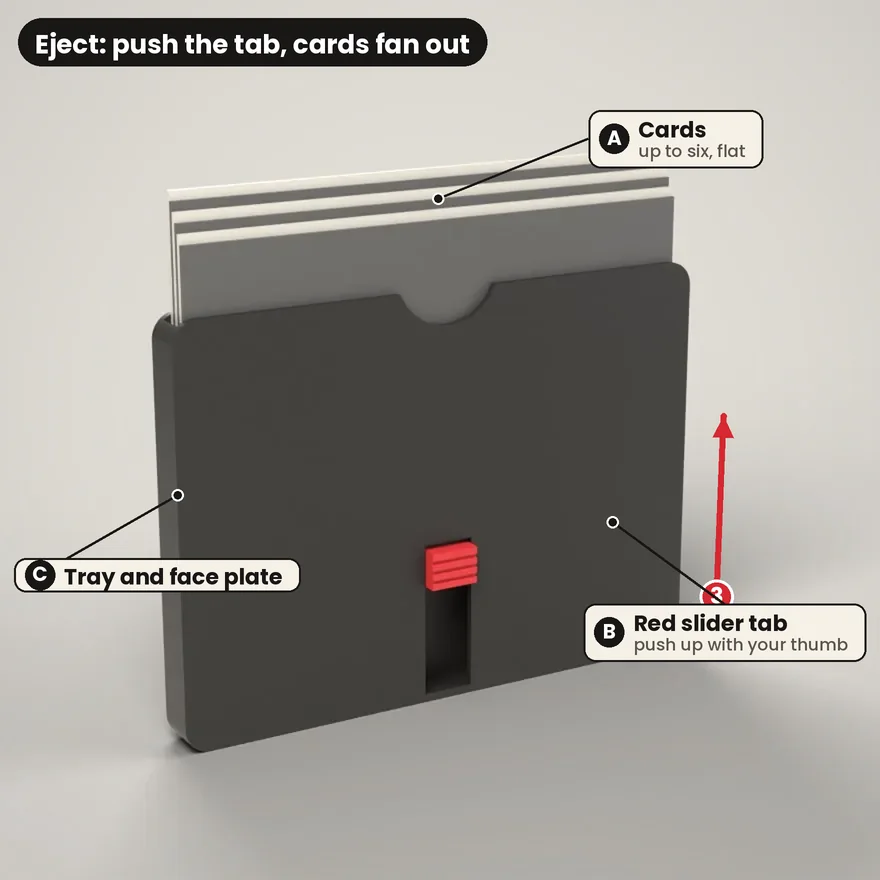 Eject: push the tab, cards fan out
A Cards
up to six, flat
C Tray and face plate
3
B Red slider tab
push up with your thumb